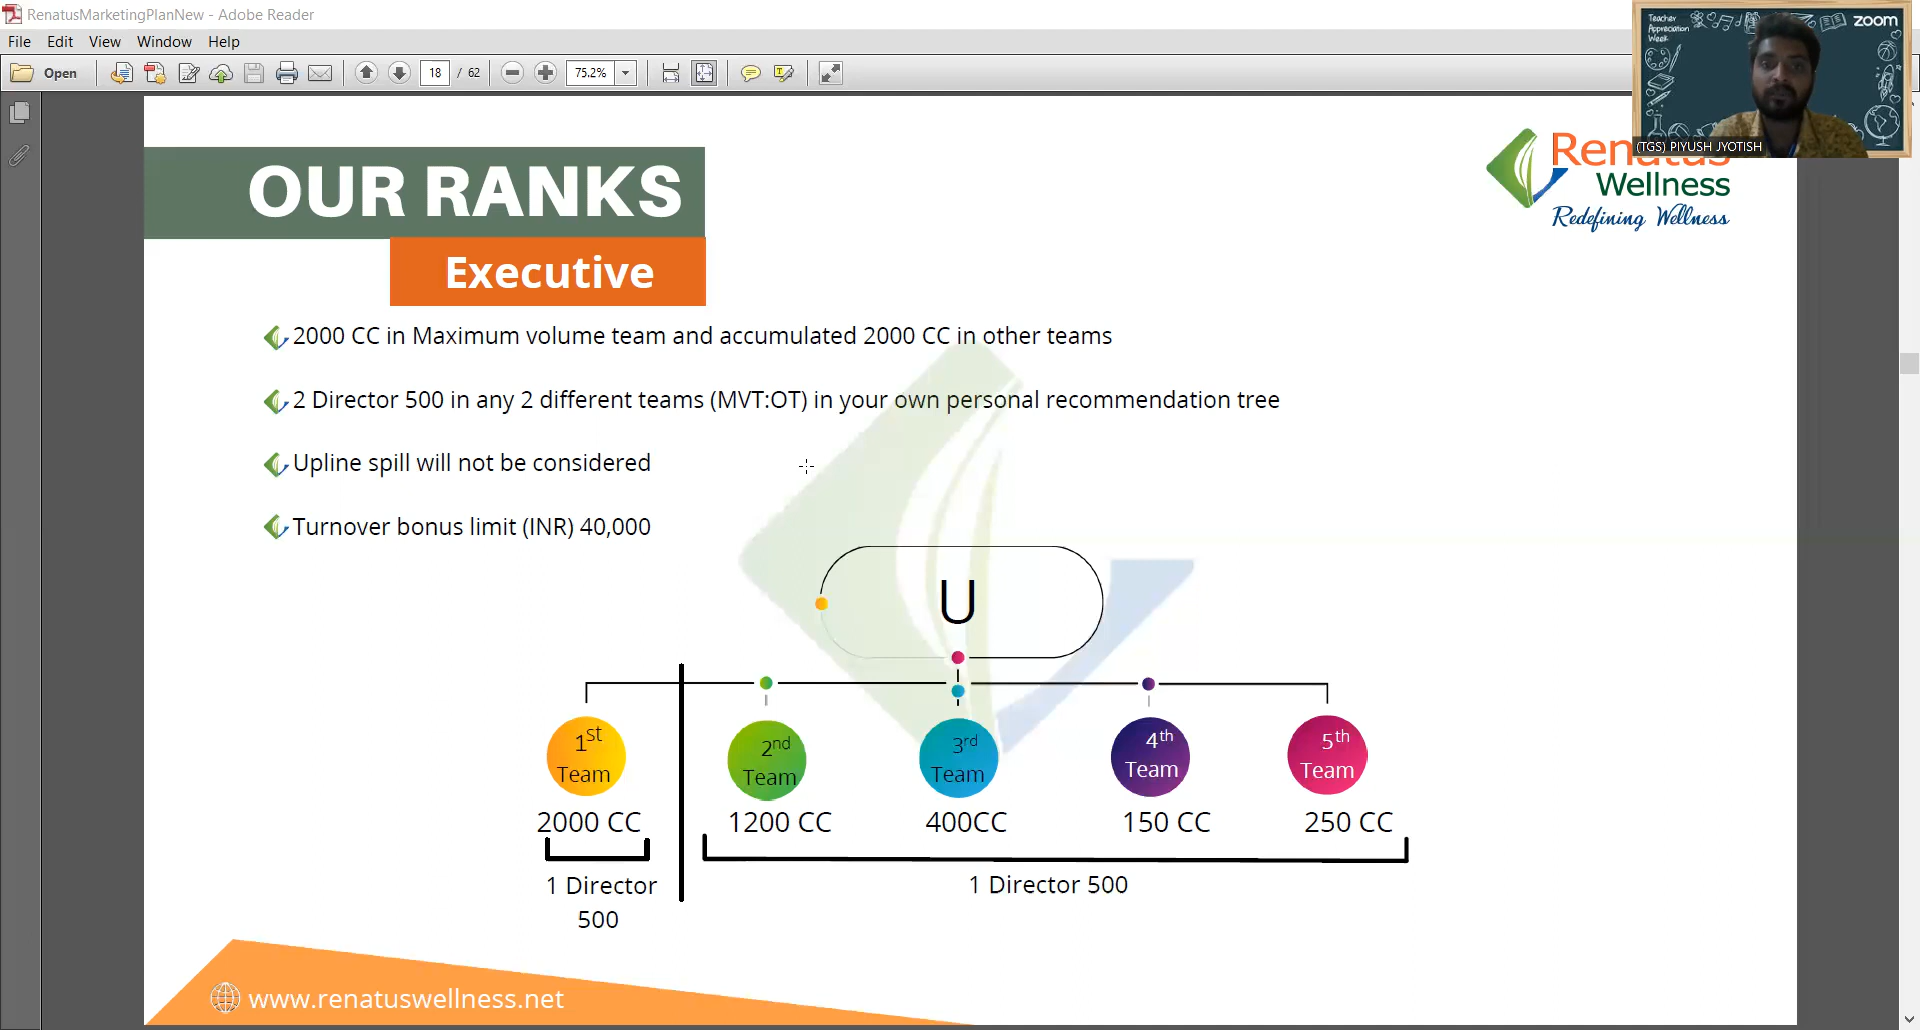 RenatusMarketingPlanNew - Adobe Reader
File Edit View Window Help
Open 18 / 62 75.2%
Teacher
Appreciation
Week
zoom
(TGS) PIYUSH JYOTISH
Renatus
Wellness
Redefining Wellness
OUR RANKS
Executive
2000 CC in Maximum volume team and accumulated 2000 CC in other teams
2 Director 500 in any 2 different teams (MVT:OT) in your own personal recommendation tree
Upline spill will not be considered
Turnover bonus limit (INR) 40,000
U
1st Team
2nd Team
3rd Team
4th Team
5th Team
2000 CC 1200 CC 400CC 150 CC 250 CC
1 Director
500
1 Director 500
www.renatuswellness.net